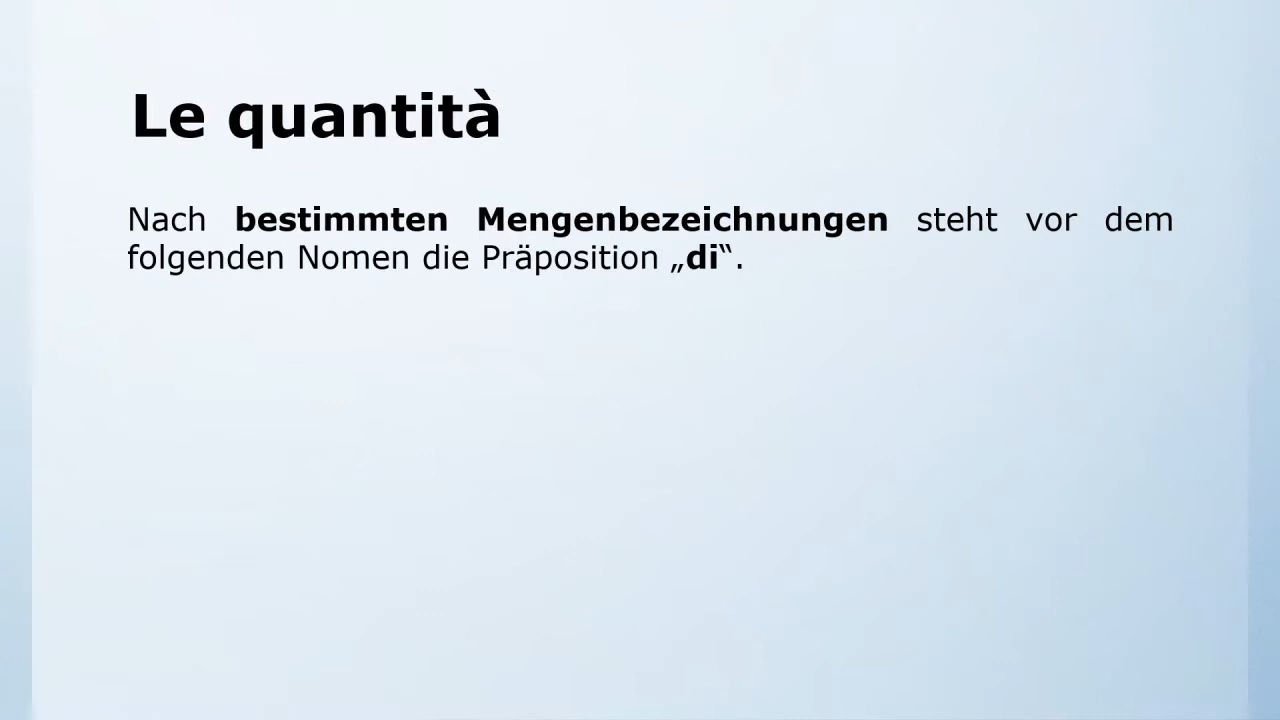 Le quantità
Nach bestimmten Mengenbezeichnungen steht vor dem
folgenden Nomen die Präposition „di“.